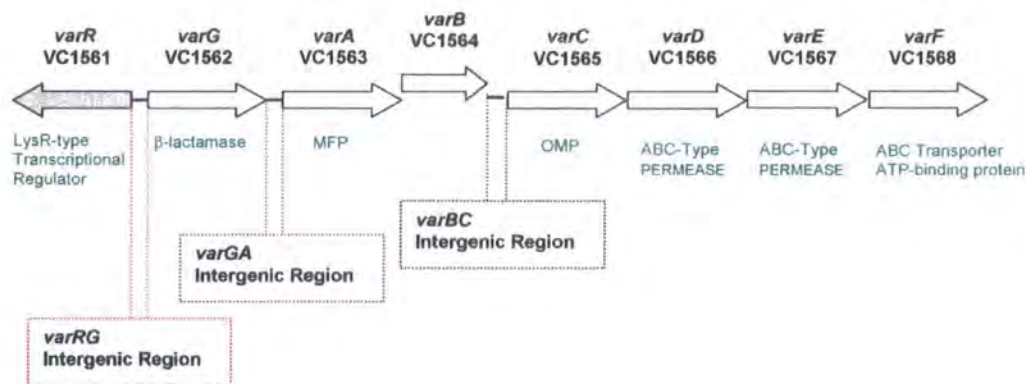 varR
VC1561
varG
VC1562
varA
VC1563
varB
VC1564
varC
VC1565
varD
VC1566
varE
VC1567
varF
VC1568
LysR-type
Transcriptional
Regulator
β-lactamase
MFP
OMP
ABC-Type
PERMEASE
ABC-Type
PERMEASE
ABC Transporter
ATP-binding protein
varBC
Intergenic Region
varGA
Intergenic Region
varRG
Intergenic Region